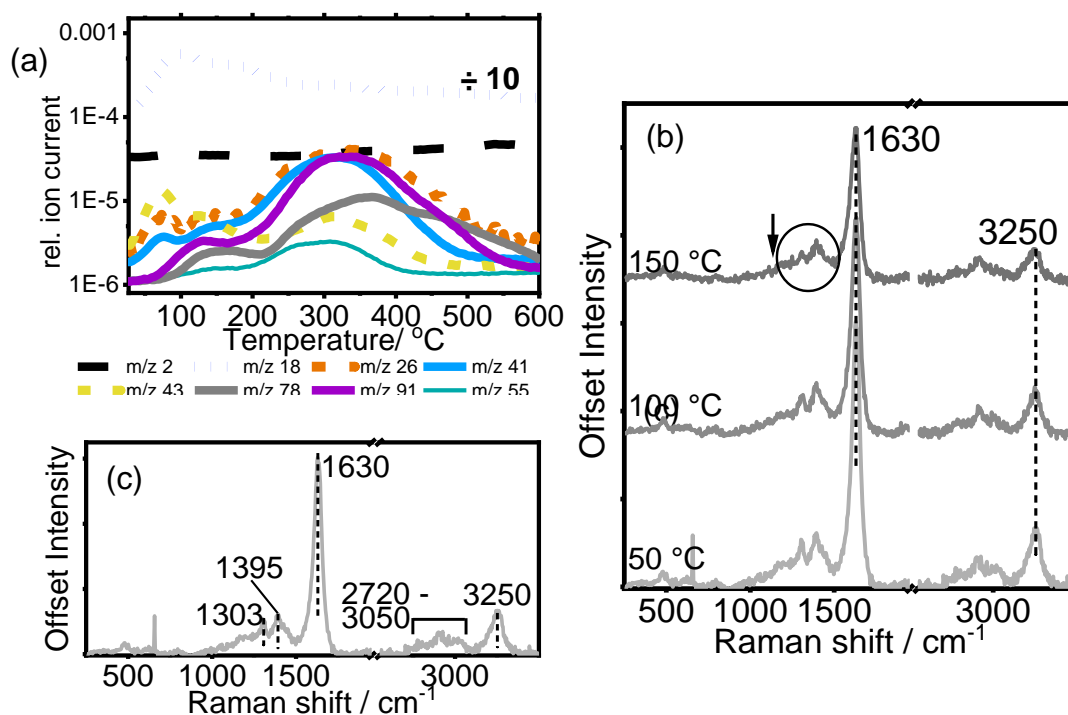 (a)
rel. ion current
0.001
1E-4
1E-5
1E-6
÷ 10
100 200 300 400 500 600
Temperature/ °C
m/z 2 m/z 18 m/z 26 m/z 41
m/z 43 m/z 78 m/z 91 m/z 55
(b)
Offset Intensity
1630
3250
150 °C
100 °C
(c)
50 °C
500 1000 1500 3000
Raman shift / cm-1
(c)
Offset Intensity
1630
1395
1303
2720 -
3050
3250
500 1000 1500 3000
Raman shift / cm-1